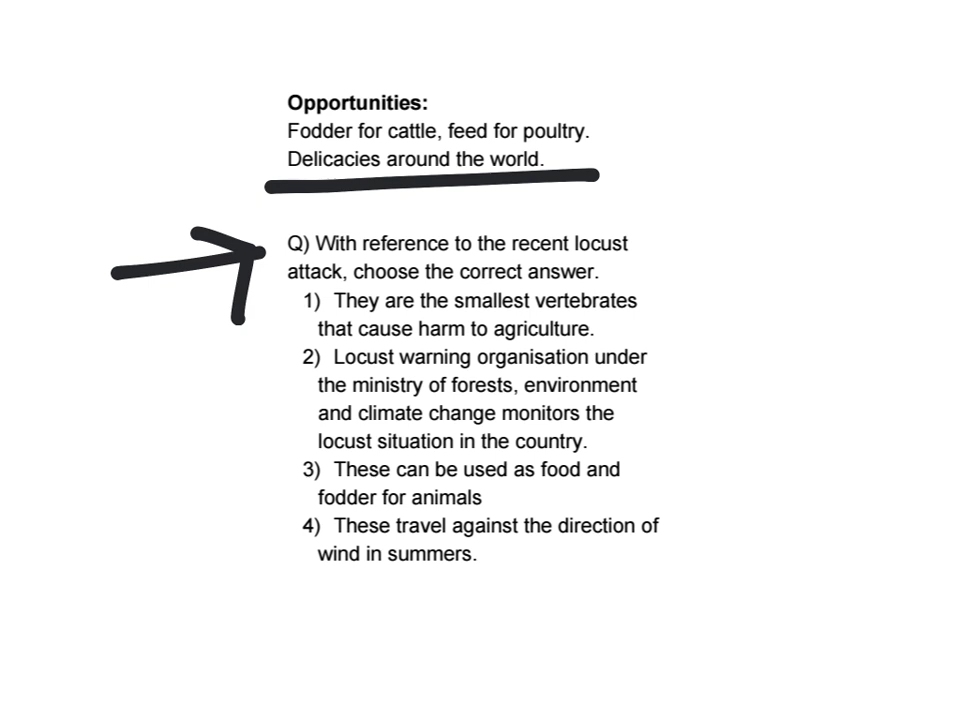 Opportunities:
Fodder for cattle, feed for poultry.
Delicacies around the world.
Q) With reference to the recent locust
attack, choose the correct answer.
1) They are the smallest vertebrates
that cause harm to agriculture.
2) Locust warning organisation under
the ministry of forests, environment
and climate change monitors the
locust situation in the country.
3) These can be used as food and
fodder for animals
4) These travel against the direction of
wind in summers.